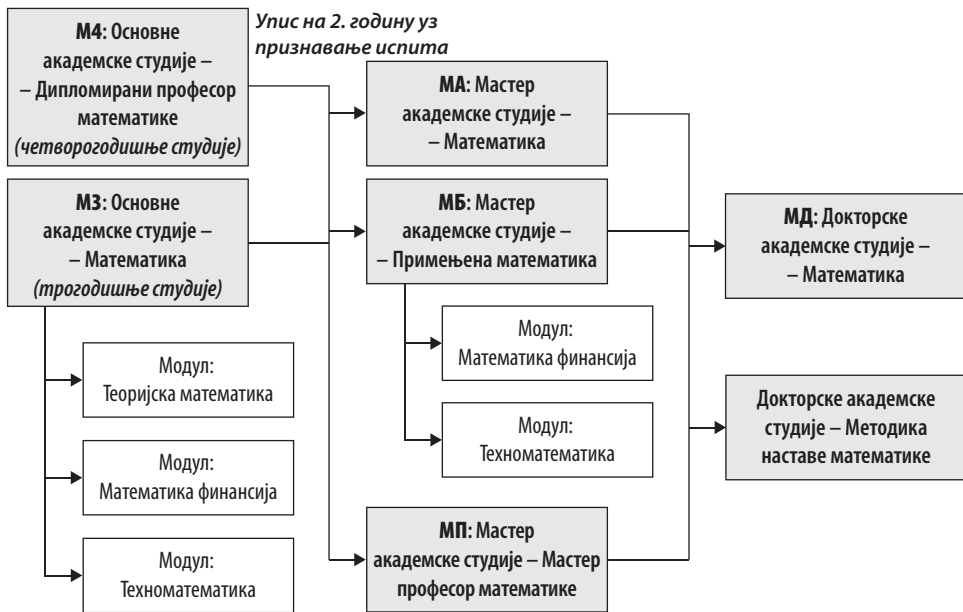 М4: Основне
академске студије –
– Дипломирани професор
математике
(четворогодишње студије)
Упис на 2. годину уз
признавање испита
МА: Мастер
академске студије –
– Математика
М3: Основне
академске студије –
– Математика
(трогодишње студије)
МБ: Мастер
академске студије –
– Примењена математика
МД: Докторске
академске студије –
– Математика
Модул:
Теоријска математика
Модул:
Математика финансија
Модул:
Техноматематика
Модул:
Математика финансија
Модул:
Техноматематика
Докторске академске
студије – Методика
наставе математике
МП: Мастер
академске студије – Мастер
професор математике